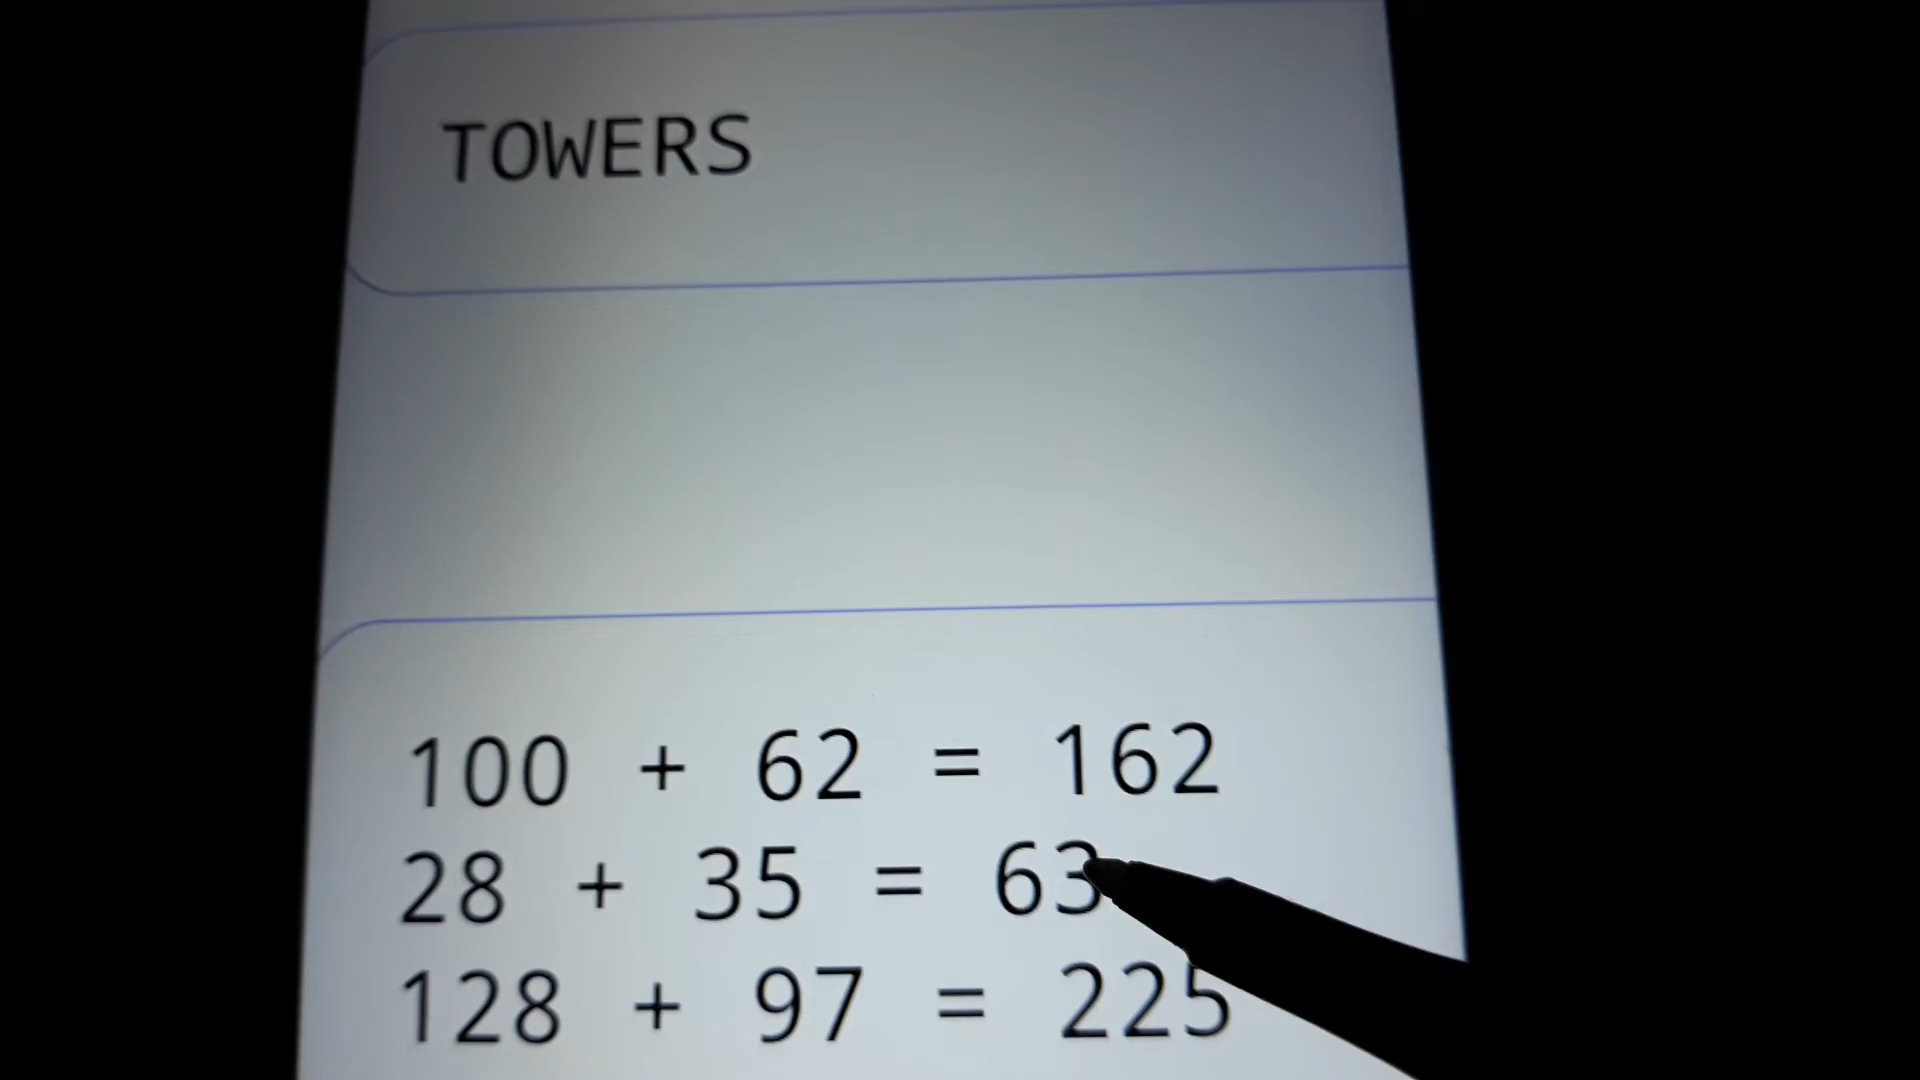 TOWERS
100 + 62 = 162
28 + 35 = 63
128 + 97 = 225